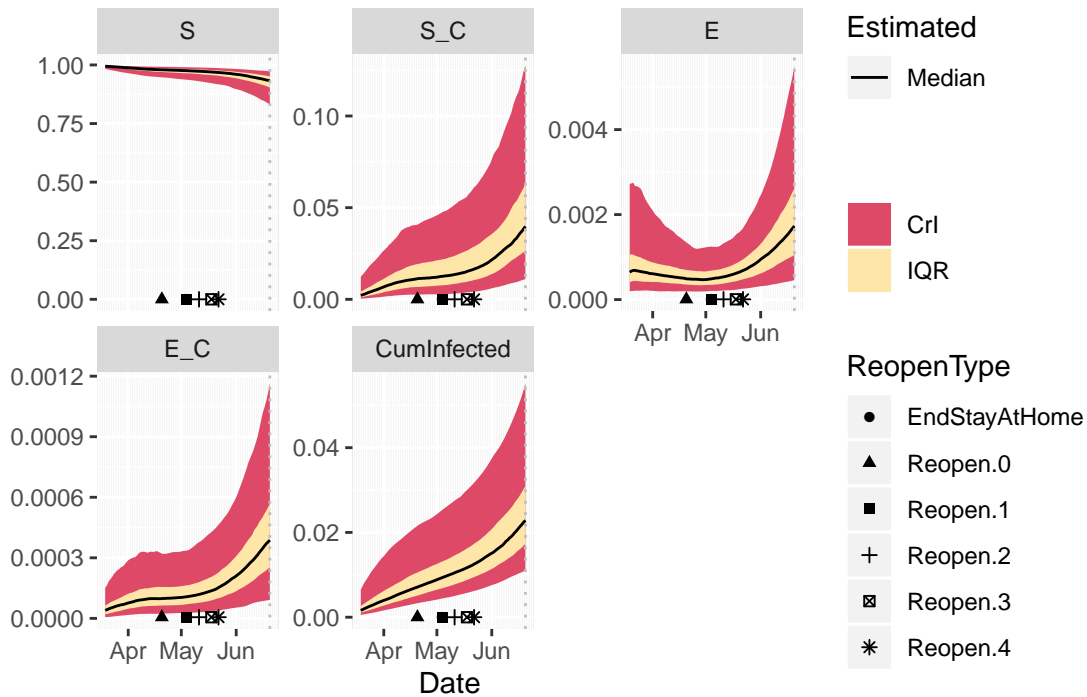 S
S_C
E
1.00
0.75
0.50
0.25
0.00
0.10
0.05
0.00
0.004
0.002
0.000
Apr May Jun
E_C
CumInfected
0.0012
0.0009
0.0006
0.0003
0.0000
Apr May Jun
0.04
0.02
0.00
Apr May Jun
Date
Estimated
Median
CrI
IQR
ReopenType
EndStayAtHome
Reopen.0
Reopen.1
Reopen.2
Reopen.3
Reopen.4